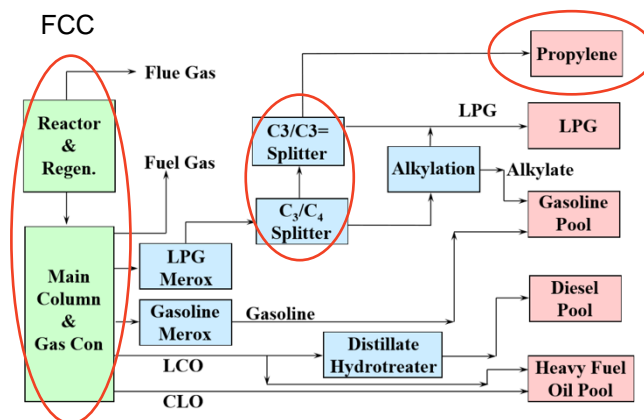 FCC
Propylene
Flue Gas
Reactor
&
Regen.
Fuel Gas
C3/C3=
Splitter
LPG
LPG
Alkylation
Alkylate
C₃/C₄
Splitter
Gasoline
Pool
Main
Column
&
Gas Con
LPG
Merox
Gasoline
Merox
Gasoline
Diesel
Pool
Distillate
Hydrotreater
LCO
Heavy Fuel
Oil Pool
CLO